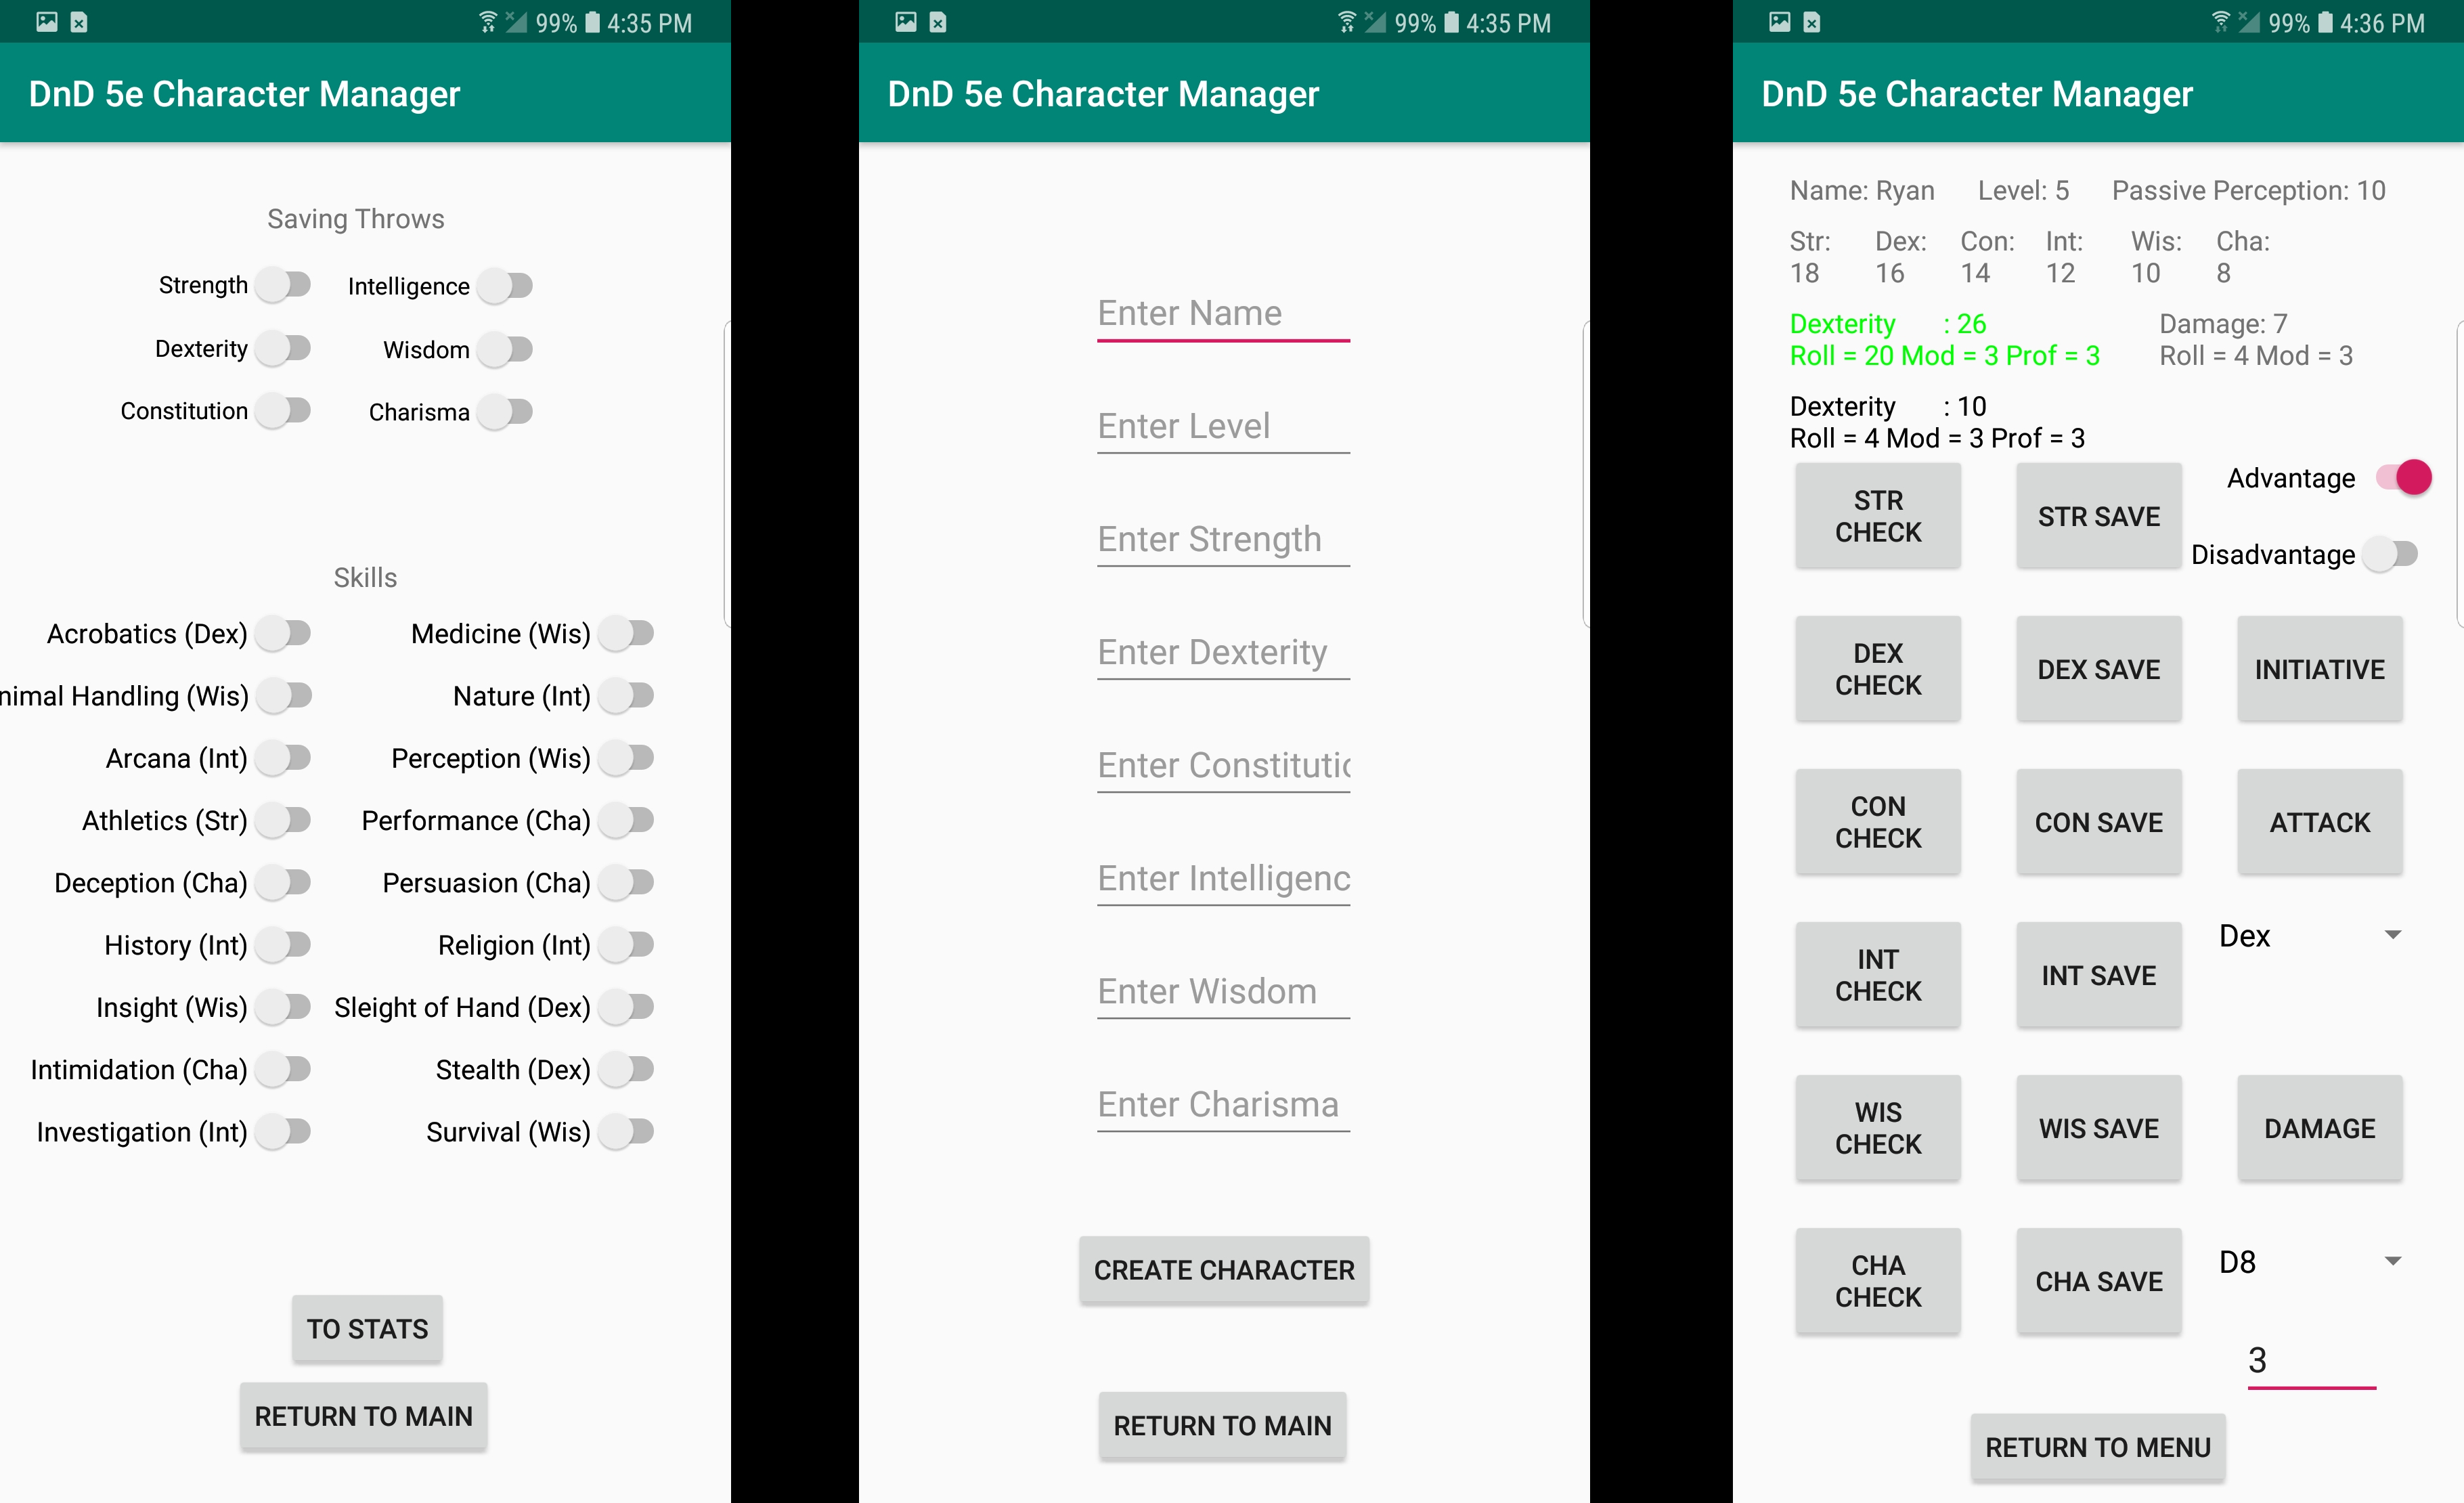 99% 4:35 PM
DnD 5e Character Manager
Saving Throws
Strength Intelligence
Dexterity Wisdom
Constitution Charisma
Skills
Acrobatics (Dex) Medicine (Wis)
nimal Handling (Wis) Nature (Int)
Arcana (Int) Perception (Wis)
Athletics (Str) Performance (Cha)
Deception (Cha) Persuasion (Cha)
History (Int) Religion (Int)
Insight (Wis) Sleight of Hand (Dex)
Intimidation (Cha) Stealth (Dex)
Investigation (Int) Survival (Wis)
TO STATS
RETURN TO MAIN
99% 4:35 PM
DnD 5e Character Manager
Enter Name
Enter Level
Enter Strength
Enter Dexterity
Enter Constitutio
Enter Intelligenc
Enter Wisdom
Enter Charisma
CREATE CHARACTER
RETURN TO MAIN
99% 4:36 PM
DnD 5e Character Manager
Name: Ryan Level: 5 Passive Perception: 10
Str: Dex: Con: Int: Wis: Cha:
18 16 14 12 10 8
Dexterity : 26 Damage: 7
Roll = 20 Mod = 3 Prof = 3 Roll = 4 Mod = 3
Dexterity : 10
Roll = 4 Mod = 3 Prof = 3
Advantage
STR
CHECK
STR SAVE
Disadvantage
DEX
CHECK
DEX SAVE
INITIATIVE
CON
CHECK
CON SAVE
ATTACK
INT
CHECK
INT SAVE
Dex
WIS
CHECK
WIS SAVE
DAMAGE
CHA
CHECK
CHA SAVE
D8
3
RETURN TO MENU